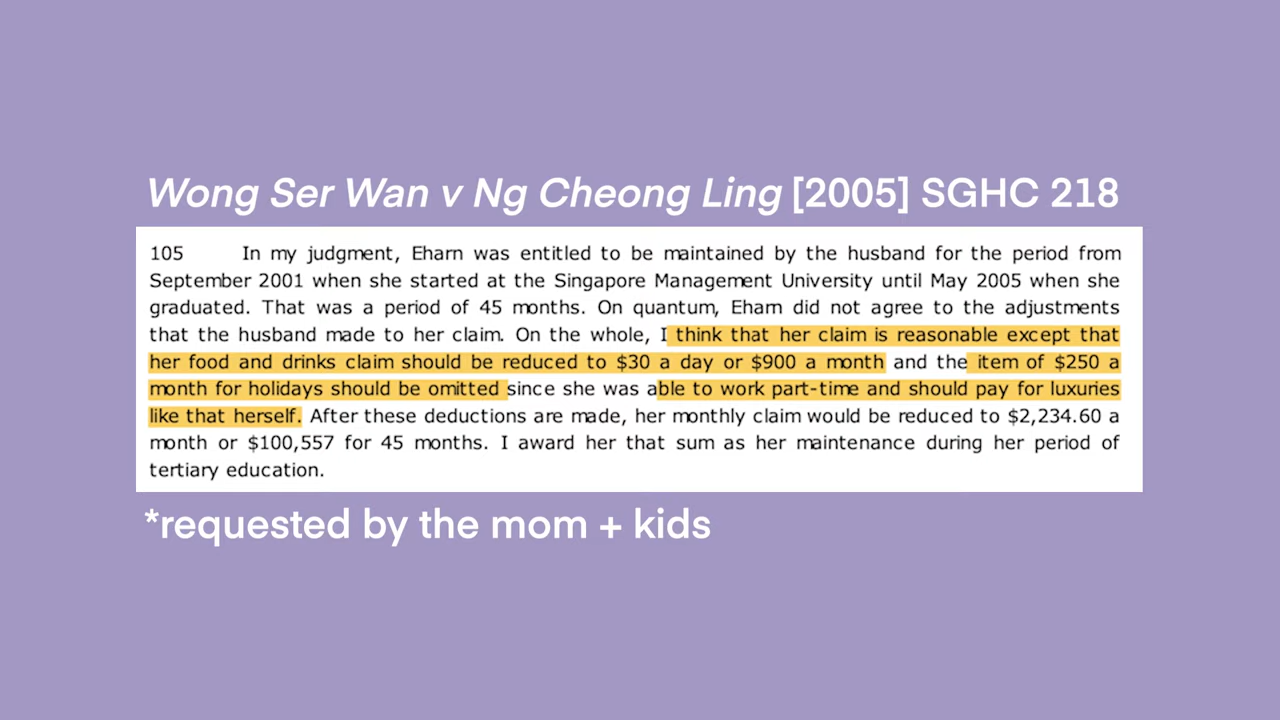 Wong Ser Wan v Ng Cheong Ling [2005] SGHC 218
105 In my judgment, Eharn was entitled to be maintained by the husband for the period from
September 2001 when she started at the Singapore Management University until May 2005 when she
graduated. That was a period of 45 months. On quantum, Eharn did not agree to the adjustments
that the husband made to her claim. On the whole, I think that her claim is reasonable except that
her food and drinks claim should be reduced to $30 a day or $900 a month and the item of $250 a
month for holidays should be omitted since she was able to work part-time and should pay for luxuries
like that herself. After these deductions are made, her monthly claim would be reduced to $2,234.60 a
month or $100,557 for 45 months. I award her that sum as her maintenance during her period of
tertiary education.
*requested by the mom + kids